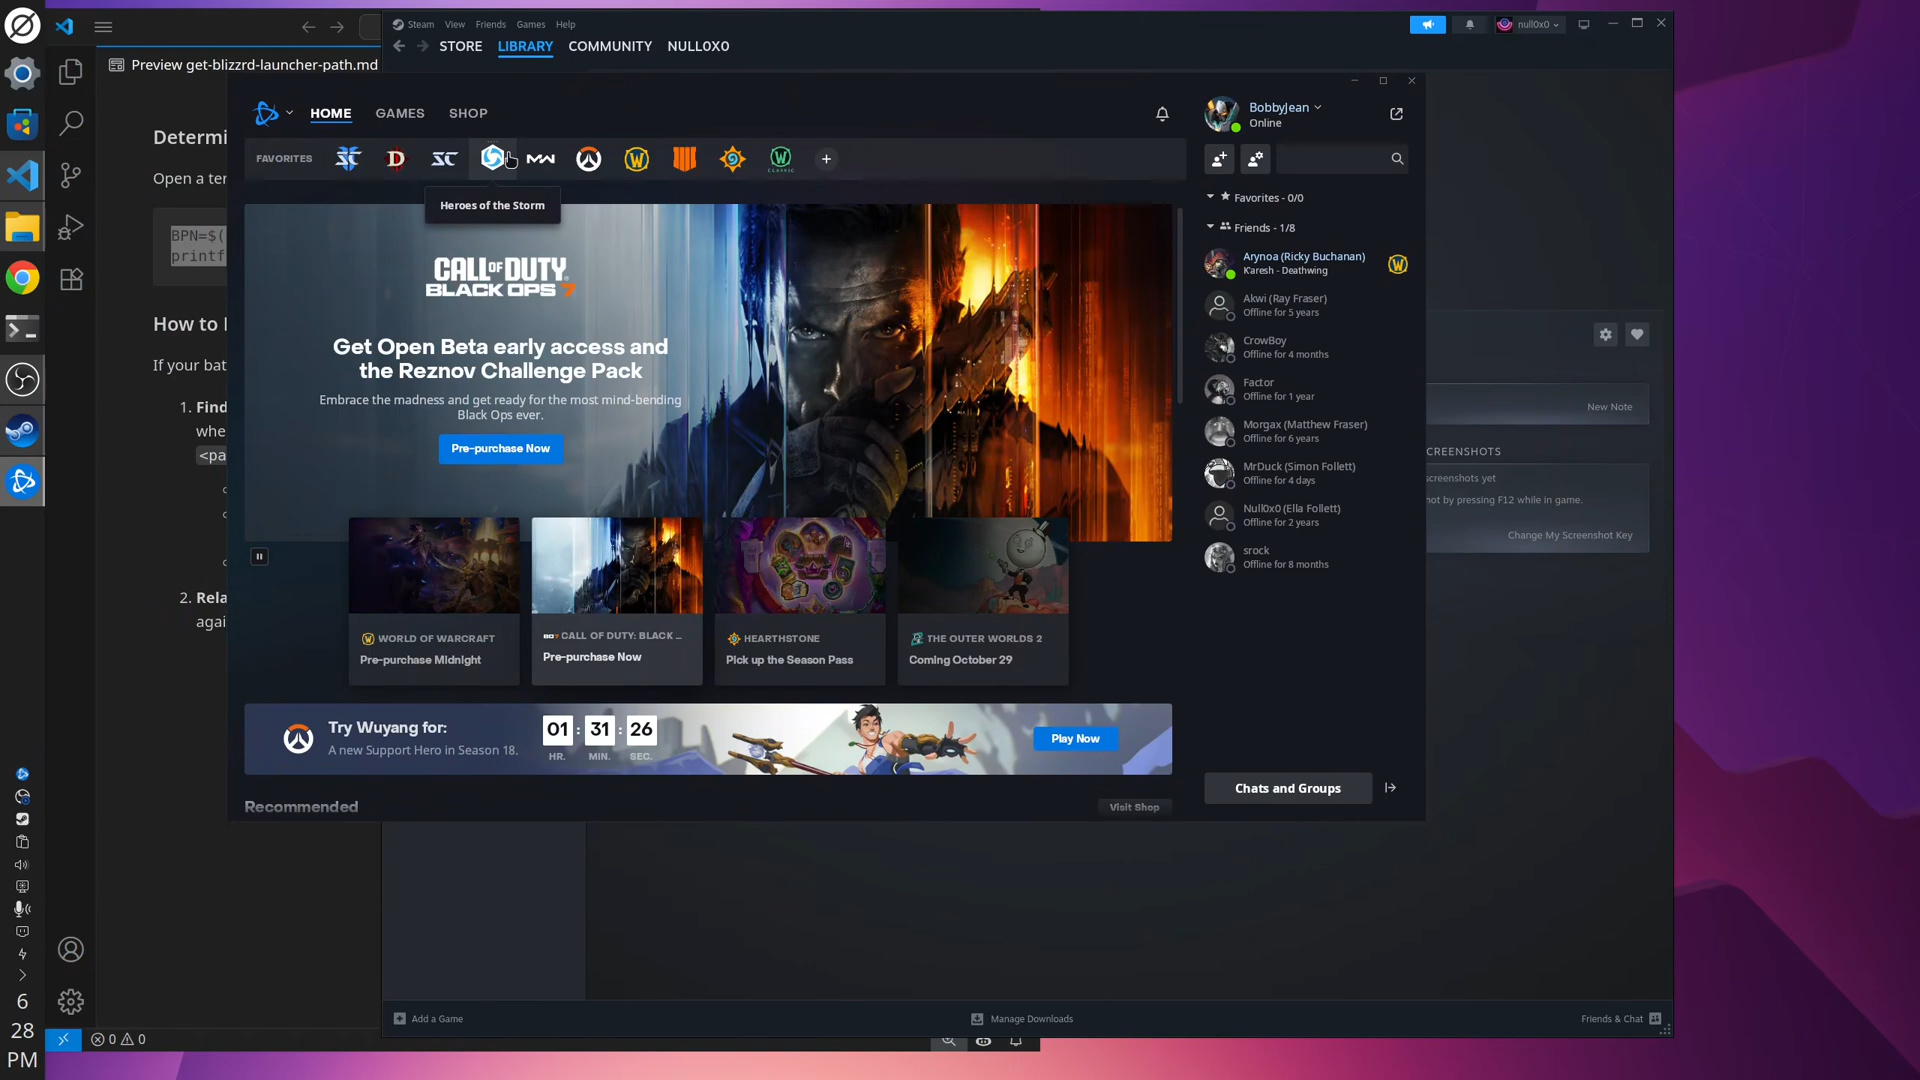 Steam View Friends Games Help
null0x0
STORE LIBRARY COMMUNITY NULL0X0
Preview get-blizzrd-launcher-path.md
Determi
Open a ter
BPN=$(
printf
How to
If your bat
1. Find
whe
<pa
2. Rela
agai
HOME GAMES SHOP
FAVORITES
CLASSIC
Heroes of the Storm
CALL OF DUTY
BLACK OPS 7
Get Open Beta early access and
the Reznov Challenge Pack
Embrace the madness and get ready for the most mind-bending
Black Ops ever.
Pre-purchase Now
WORLD OF WARCRAFT
Pre-purchase Midnight
BO7 CALL OF DUTY: BLACK ...
Pre-purchase Now
HEARTHSTONE
Pick up the Season Pass
THE OUTER WORLDS 2
Coming October 29
Try Wuyang for:
A new Support Hero in Season 18.
01 : 31 : 26
HR. MIN. SEC.
Play Now
Recommended
Visit Shop
BobbyJean
Online
Favorites - 0/0
Friends - 1/8
Arynoa (Ricky Buchanan)
K'aresh - Deathwing
Akwi (Ray Fraser)
Offline for 5 years
CrowBoy
Offline for 4 months
Factor
Offline for 1 year
Morgax (Matthew Fraser)
Offline for 6 years
MrDuck (Simon Follett)
Offline for 4 days
Null0x0 (Ella Follett)
Offline for 2 years
srock
Offline for 8 months
Chats and Groups
New Note
CREENSHOTS
screenshots yet
hot by pressing F12 while in game.
Change My Screenshot Key
Add a Game
Manage Downloads
Friends & Chat
0 0
6
28
PM